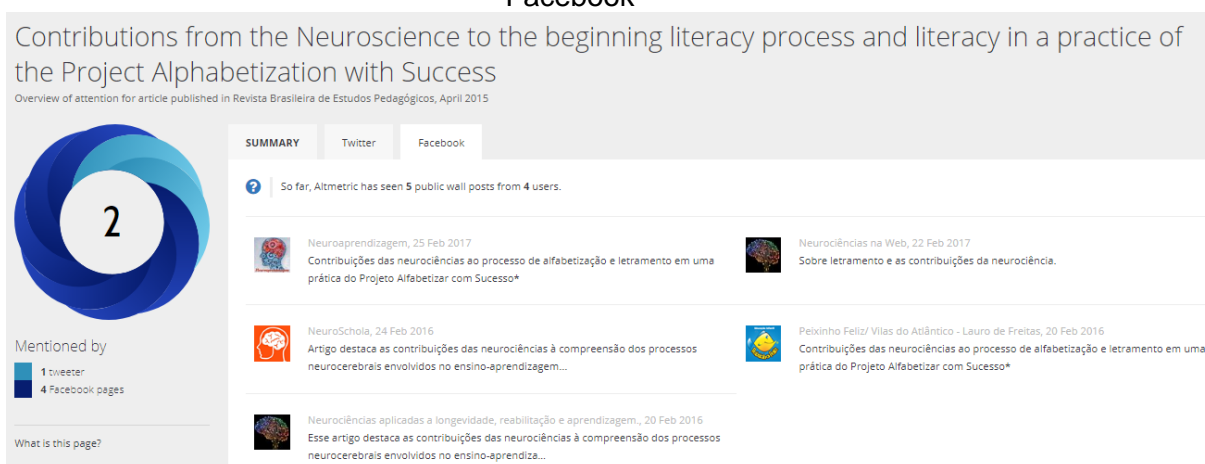 Facebook
Contributions from the Neuroscience to the beginning literacy process and literacy in a practice of
the Project Alphabetization with Success
Overview of attention for article published in Revista Brasileira de Estudos Pedagógicos, April 2015
2
SUMMARY Twitter Facebook
? So far, Altmetric has seen 5 public wall posts from 4 users.
Neuroaprendizagem, 25 Feb 2017
Contribuições das neurociências ao processo de alfabetização e letramento em uma
prática do Projeto Alfabetizar com Sucesso*
Neurociências na Web, 22 Feb 2017
Sobre letramento e as contribuições da neurociência.
NeuroSchola, 24 Feb 2016
Artigo destaca as contribuições das neurociências à compreensão dos processos
neurocerebrais envolvidos no ensino-aprendizagem...
Peixinho Feliz/ Vilas do Atlântico - Lauro de Freitas, 20 Feb 2016
Contribuições das neurociências ao processo de alfabetização e letramento em uma
prática do Projeto Alfabetizar com Sucesso*
Neurociências aplicadas a longevidade, reabilitação e aprendizagem., 20 Feb 2016
Esse artigo destaca as contribuições das neurociências à compreensão dos processos
neurocerebrais envolvidos no ensino-aprendiza...
Mentioned by
1 tweeter
4 Facebook pages
What is this page?